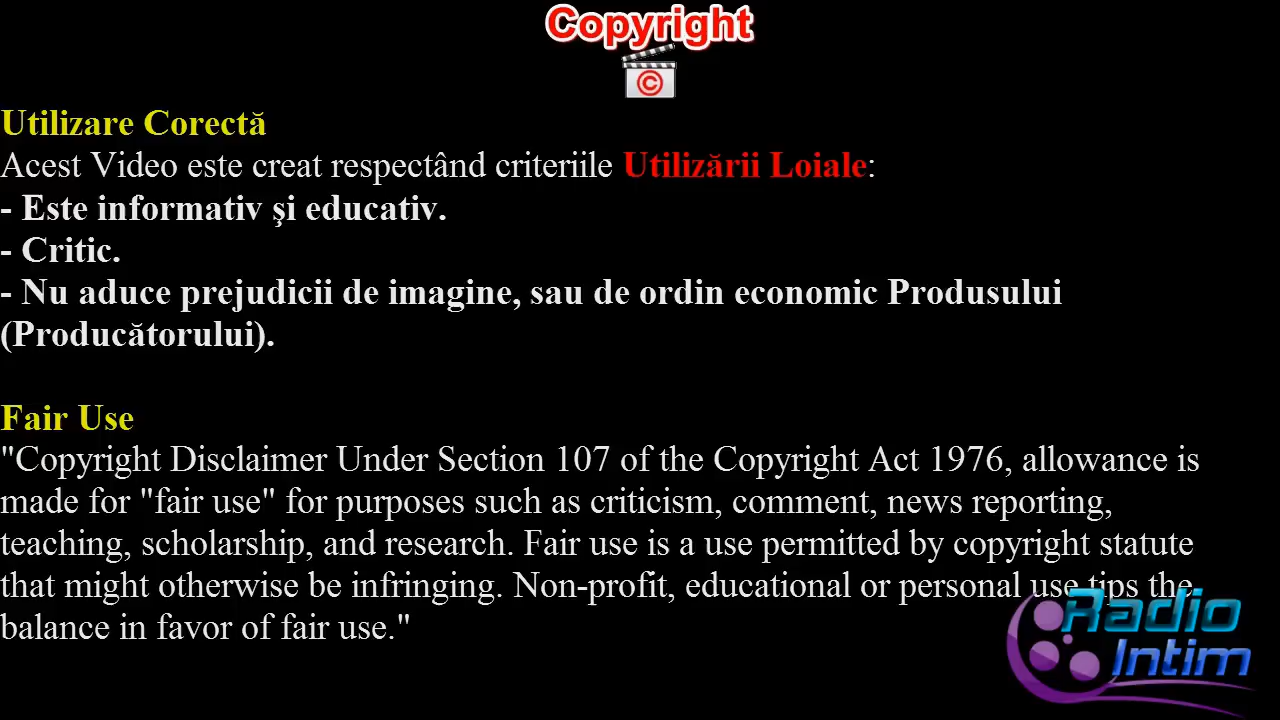 Copyright
©
Utilizare Corectă
Acest Video este creat respectând criteriile Utilizării Loiale:
- Este informativ şi educativ.
- Critic.
- Nu aduce prejudicii de imagine, sau de ordin economic Produsului
(Producătorului).
Fair Use
"Copyright Disclaimer Under Section 107 of the Copyright Act 1976, allowance is
made for "fair use" for purposes such as criticism, comment, news reporting,
teaching, scholarship, and research. Fair use is a use permitted by copyright statute
that might otherwise be infringing. Non-profit, educational or personal use tips the
balance in favor of fair use."
Radio
Intim